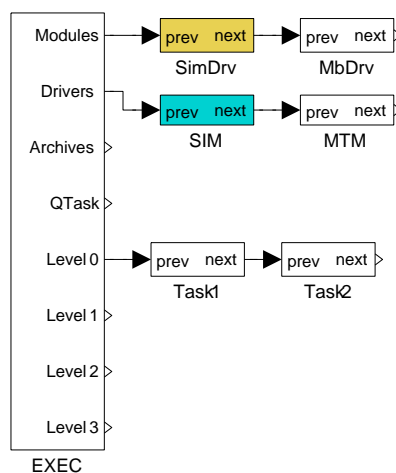 Modules
prev next
prev next
SimDrv
MbDrv
Drivers
prev next
prev next
SIM
MTM
Archives
QTask
Level 0
prev next
prev next
Task1
Task2
Level 1
Level 2
Level 3
EXEC